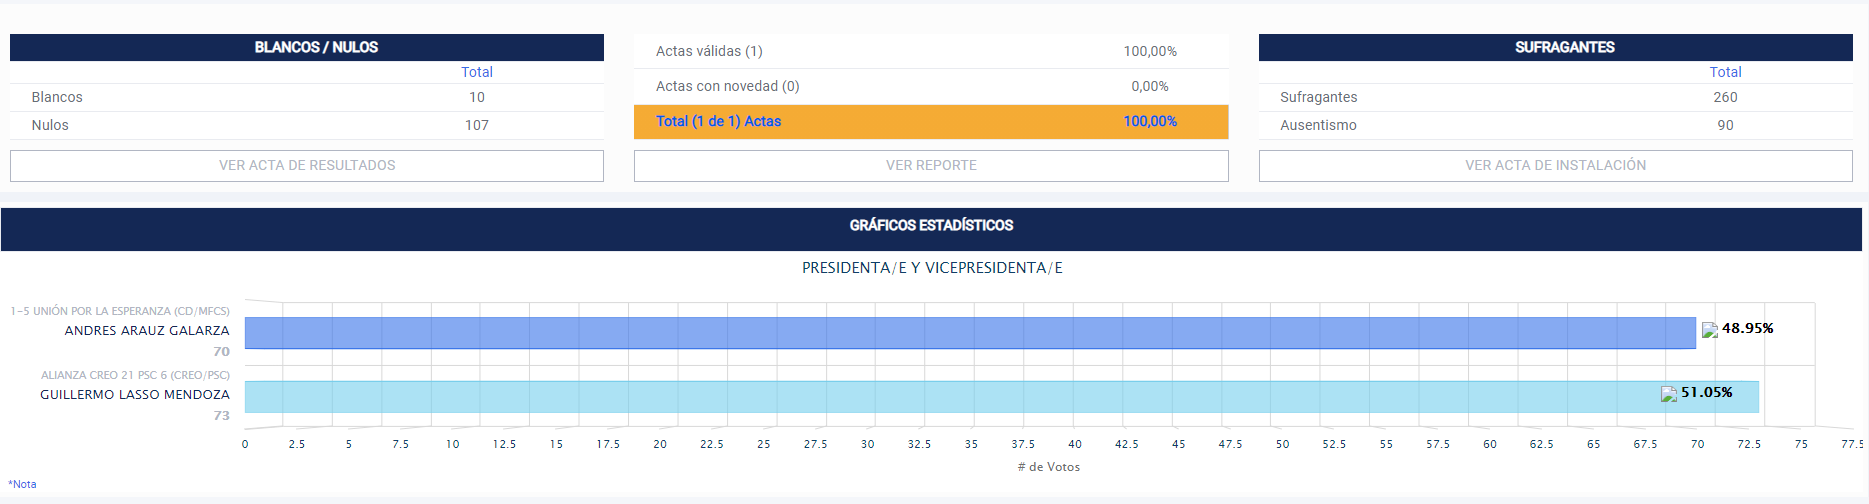 BLANCOS / NULOS
Total
Blancos 10
Nulos 107
VER ACTA DE RESULTADOS
Actas válidas (1) 100,00%
Actas con novedad (0) 0,00%
Total (1 de 1) Actas 100,00%
VER REPORTE
SUFRAGANTES
Total
Sufragantes 260
Ausentismo 90
VER ACTA DE INSTALACIÓN
GRÁFICOS ESTADÍSTICOS
PRESIDENTA/E Y VICEPRESIDENTA/E
1-5 UNIÓN POR LA ESPERANZA (CD/MFCS)
ANDRES ARAUZ GALARZA
70
48.95%
ALIANZA CREO 21 PSC 6 (CREO/PSC)
GUILLERMO LASSO MENDOZA
73
51.05%
0 2.5 5 7.5 10 12.5 15 17.5 20 22.5 25 27.5 30 32.5 35 37.5 40 42.5 45 47.5 50 52.5 55 57.5 60 62.5 65 67.5 70 72.5 75 77.5
# de Votos
*Nota